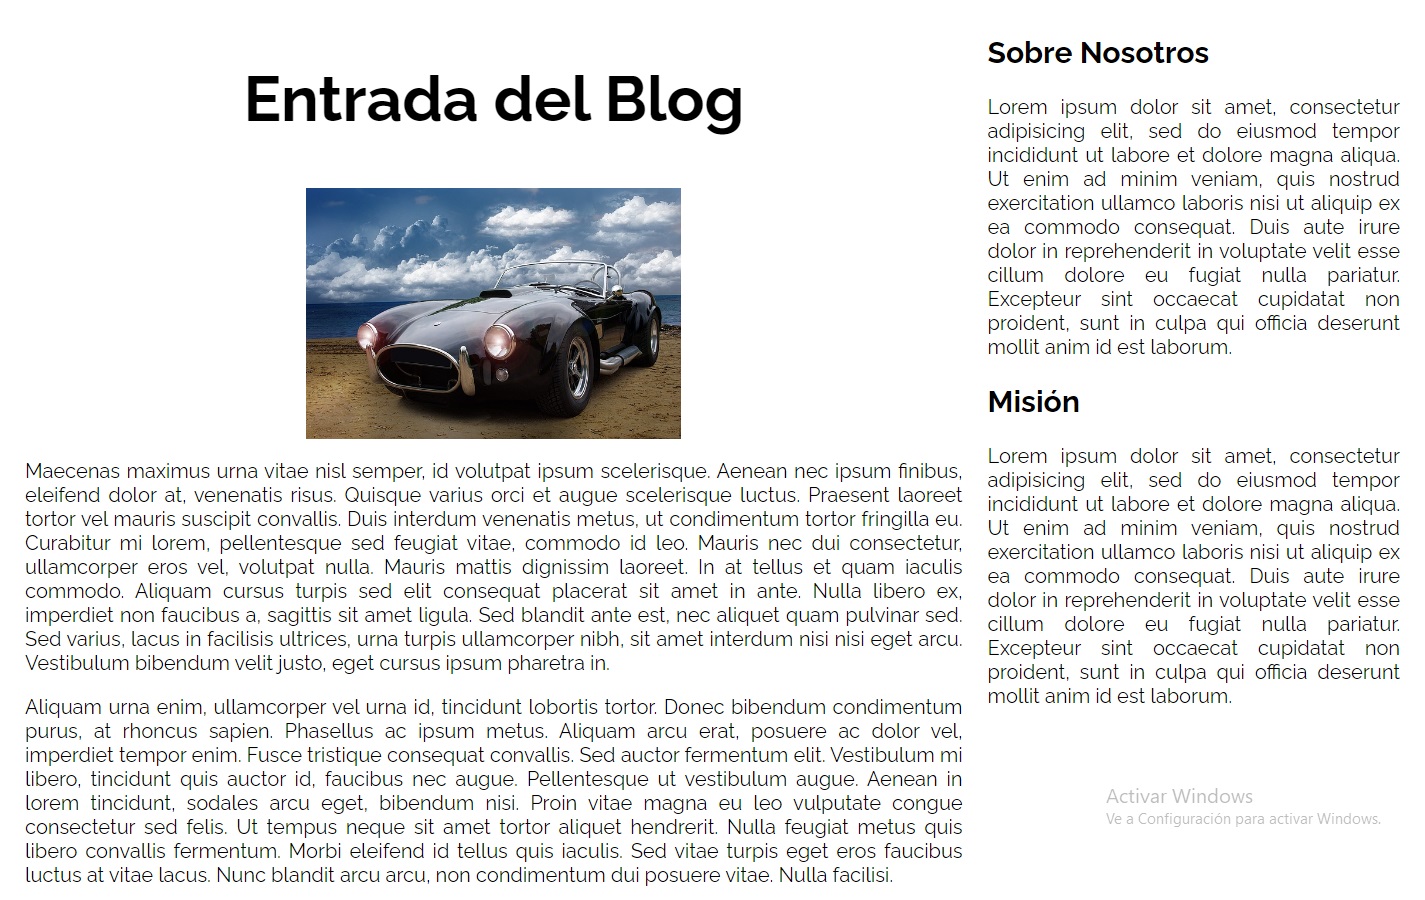 Entrada del Blog
Maecenas maximus urna vitae nisl semper, id volutpat ipsum scelerisque. Aenean nec ipsum finibus,
eleifend dolor at, venenatis risus. Quisque varius orci et augue scelerisque luctus. Praesent laoreet
tortor vel mauris suscipit convallis. Duis interdum venenatis metus, ut condimentum tortor fringilla eu.
Curabitur mi lorem, pellentesque sed feugiat vitae, commodo id leo. Mauris nec dui consectetur,
ullamcorper eros vel, volutpat nulla. Mauris mattis dignissim laoreet. In at tellus et quam iaculis
commodo. Aliquam cursus turpis sed elit consequat placerat sit amet in ante. Nulla libero ex,
imperdiet non faucibus a, sagittis sit amet ligula. Sed blandit ante est, nec aliquet quam pulvinar sed.
Sed varius, lacus in facilisis ultrices, urna turpis ullamcorper nibh, sit amet interdum nisi nisi eget arcu.
Vestibulum bibendum velit justo, eget cursus ipsum pharetra in.
Aliquam urna enim, ullamcorper vel urna id, tincidunt lobortis tortor. Donec bibendum condimentum
purus, at rhoncus sapien. Phasellus ac ipsum metus. Aliquam arcu erat, posuere ac dolor vel,
imperdiet tempor enim. Fusce tristique consequat convallis. Sed auctor fermentum elit. Vestibulum mi
libero, tincidunt quis auctor id, faucibus nec augue. Pellentesque ut vestibulum augue. Aenean in
lorem tincidunt, sodales arcu eget, bibendum nisi. Proin vitae magna eu leo vulputate congue
consectetur sed felis. Ut tempus neque sit amet tortor aliquet hendrerit. Nulla feugiat metus quis
libero convallis fermentum. Morbi eleifend id tellus quis iaculis. Sed vitae turpis eget eros faucibus
luctus at vitae lacus. Nunc blandit arcu arcu, non condimentum dui posuere vitae. Nulla facilisi.
Sobre Nosotros
Lorem ipsum dolor sit amet, consectetur
adipisicing elit, sed do eiusmod tempor
incididunt ut labore et dolore magna aliqua.
Ut enim ad minim veniam, quis nostrud
exercitation ullamco laboris nisi ut aliquip ex
ea commodo consequat. Duis aute irure
dolor in reprehenderit in voluptate velit esse
cillum dolore eu fugiat nulla pariatur.
Excepteur sint occaecat cupidatat non
proident, sunt in culpa qui officia deserunt
mollit anim id est laborum.
Misión
Lorem ipsum dolor sit amet, consectetur
adipisicing elit, sed do eiusmod tempor
incididunt ut labore et dolore magna aliqua.
Ut enim ad minim veniam, quis nostrud
exercitation ullamco laboris nisi ut aliquip ex
ea commodo consequat. Duis aute irure
dolor in reprehenderit in voluptate velit esse
cillum dolore eu fugiat nulla pariatur.
Excepteur sint occaecat cupidatat non
proident, sunt in culpa qui officia deserunt
mollit anim id est laborum.
Activar Windows
Ve a Configuración para activar Windows.